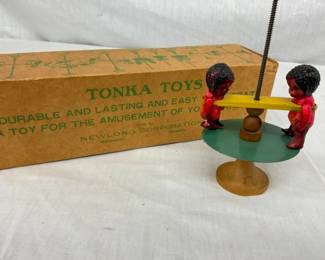 TONKA TOYS
DURABLE AND LASTING AND EASY
A TOY FOR THE AMUSEMENT OF YO
NEWLONG CORPORATION